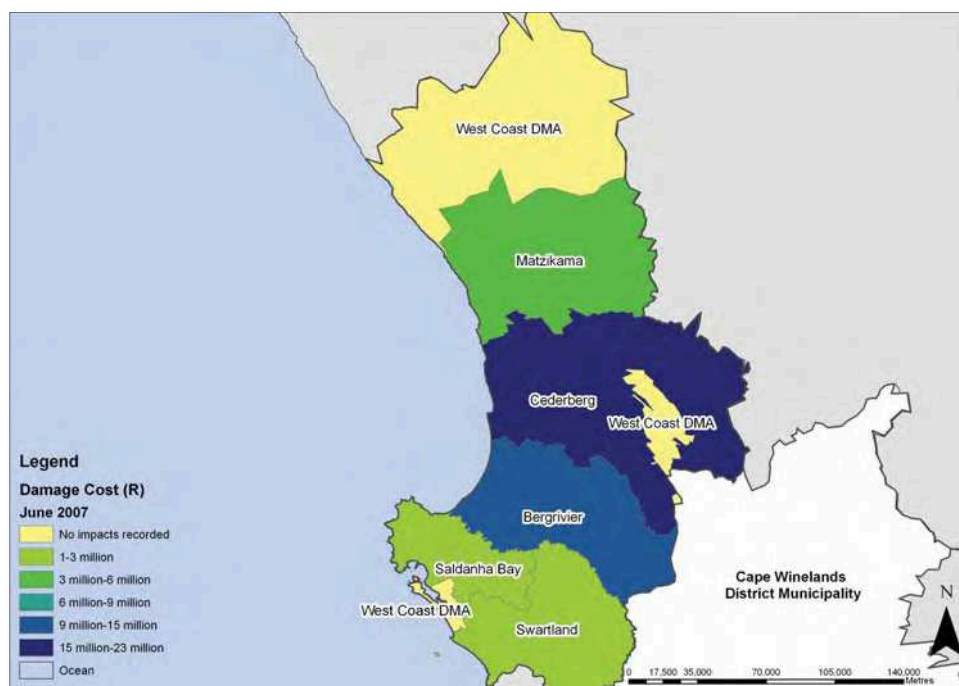 West Coast DMA
Matzikama
Cederberg
West Coast DMA
Bergrivier
Saldanha Bay
West Coast DMA
Swartland
Cape Winelands
District Municipality
Legend
Damage Cost (R)
June 2007
No impacts recorded
1-3 million
3 million-6 million
6 million-9 million
9 million-15 million
15 million-23 million
Ocean
N
0 17,500 35,000 70,000 105,000 140,000
Metres